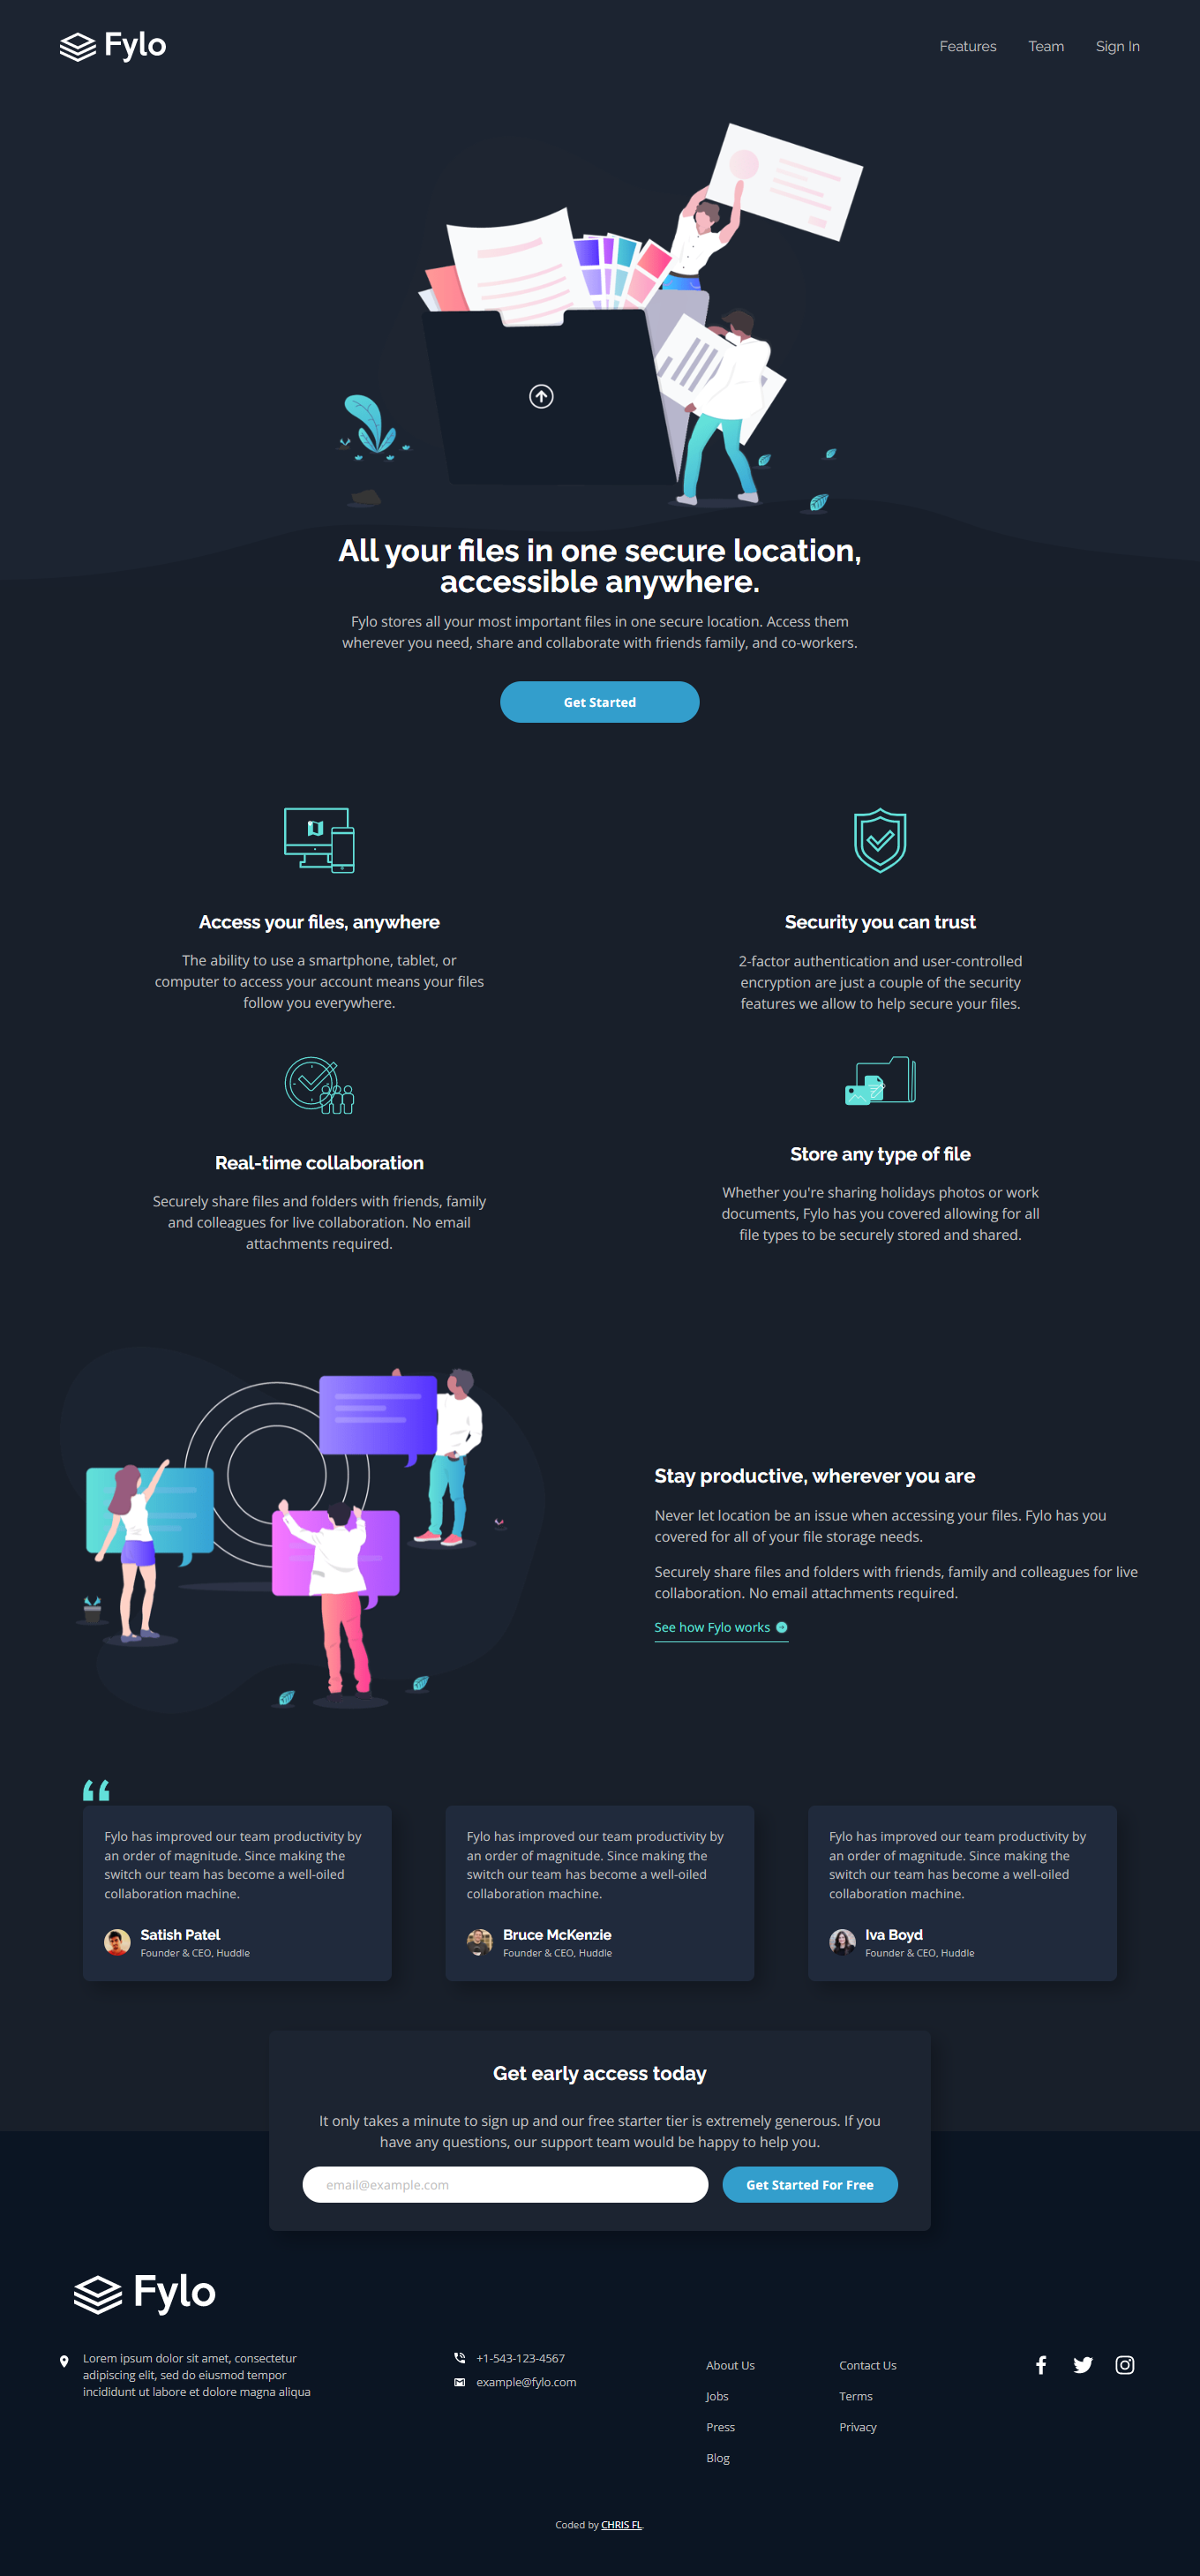 Fylo
Features
Team
Sign In
All your files in one secure location,
accessible anywhere.
Fylo stores all your most important files in one secure location. Access them
wherever you need, share and collaborate with friends family, and co-workers.
Get Started
Access your files, anywhere
The ability to use a smartphone, tablet, or
computer to access your account means your files
follow you everywhere.
Security you can trust
2-factor authentication and user-controlled
encryption are just a couple of the security
features we allow to help secure your files.
Real-time collaboration
Securely share files and folders with friends, family
and colleagues for live collaboration. No email
attachments required.
Store any type of file
Whether you're sharing holidays photos or work
documents, Fylo has you covered allowing for all
file types to be securely stored and shared.
Stay productive, wherever you are
Never let location be an issue when accessing your files. Fylo has you
covered for all of your file storage needs.
Securely share files and folders with friends, family and colleagues for live
collaboration. No email attachments required.
See how Fylo works
Fylo has improved our team productivity by
an order of magnitude. Since making the
switch our team has become a well-oiled
collaboration machine.
Satish Patel
Founder & CEO, Huddle
Fylo has improved our team productivity by
an order of magnitude. Since making the
switch our team has become a well-oiled
collaboration machine.
Bruce McKenzie
Founder & CEO, Huddle
Fylo has improved our team productivity by
an order of magnitude. Since making the
switch our team has become a well-oiled
collaboration machine.
Iva Boyd
Founder & CEO, Huddle
Get early access today
It only takes a minute to sign up and our free starter tier is extremely generous. If you
have any questions, our support team would be happy to help you.
email@example.com
Get Started For Free
Fylo
Lorem ipsum dolor sit amet, consectetur
adipiscing elit, sed do eiusmod tempor
incididunt ut labore et dolore magna aliqua
+1-543-123-4567
example@fylo.com
About Us
Jobs
Press
Blog
Contact Us
Terms
Privacy
Coded by CHRIS FL.